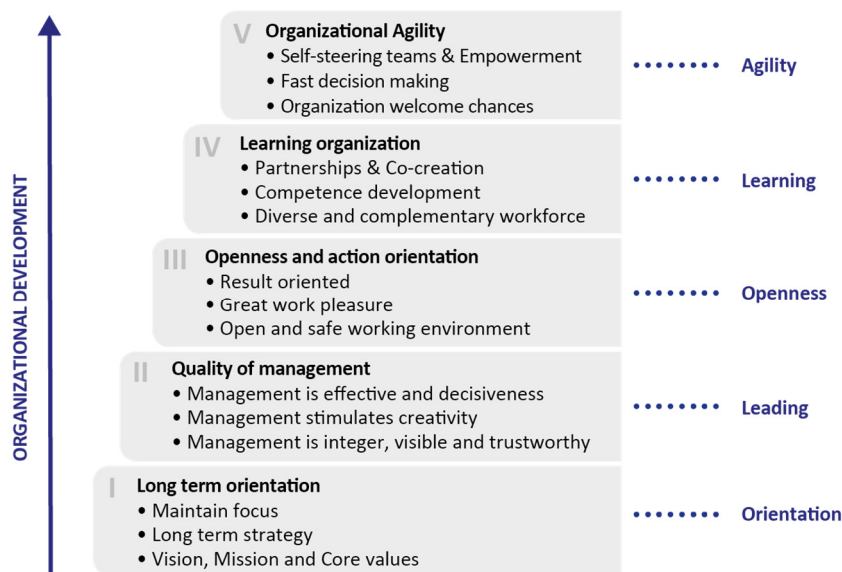 ORGANIZATIONAL DEVELOPMENT
V Organizational Agility
• Self-steering teams & Empowerment
• Fast decision making
• Organization welcome chances
Agility
IV Learning organization
• Partnerships & Co-creation
• Competence development
• Diverse and complementary workforce
Learning
III Openness and action orientation
• Result oriented
• Great work pleasure
• Open and safe working environment
Openness
II Quality of management
• Management is effective and decisiveness
• Management stimulates creativity
• Management is integer, visible and trustworthy
Leading
I Long term orientation
• Maintain focus
• Long term strategy
• Vision, Mission and Core values
Orientation